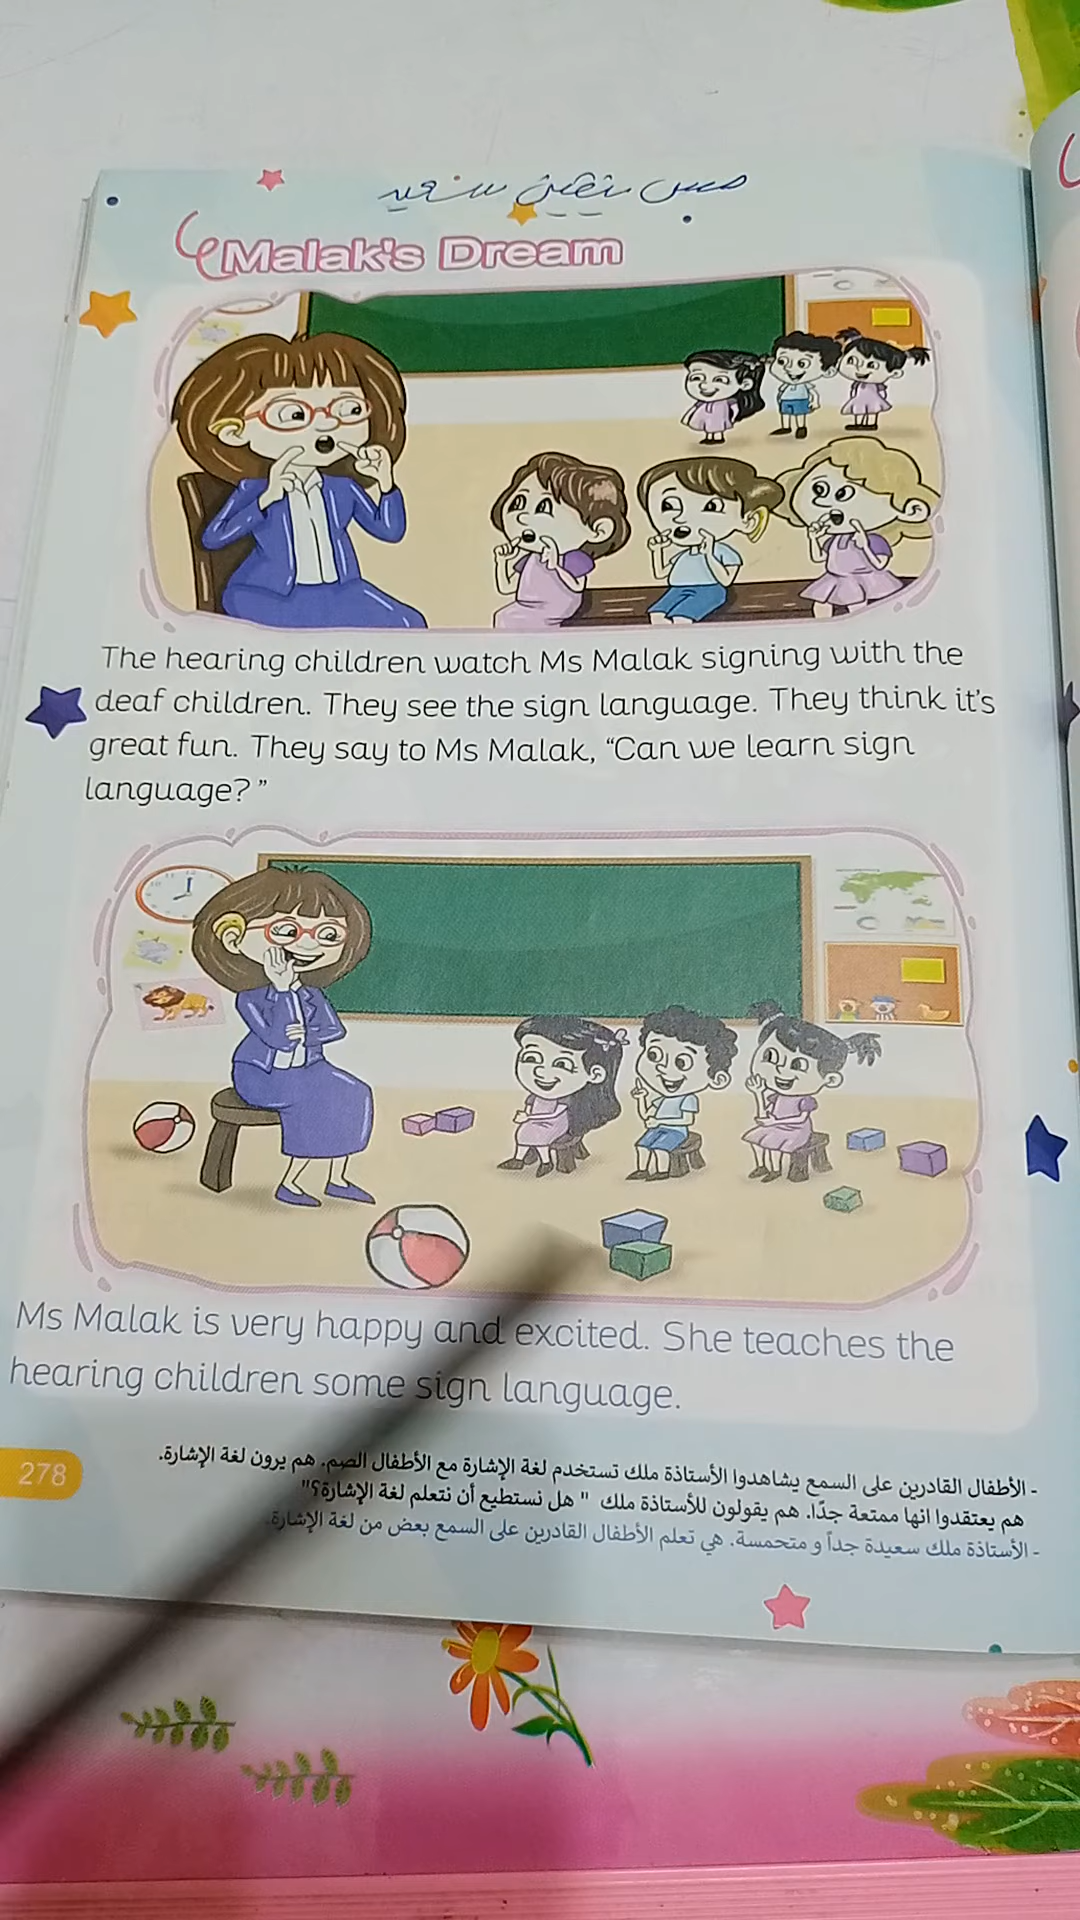 Malak's Dream
The hearing children watch Ms Malak signing with the
deaf children. They see the sign language. They think it's
great fun. They say to Ms Malak, “Can we learn sign
language? ”
Ms Malak is very happy and excited. She teaches the
hearing children some sign language.
278
- الأطفال القادرين على السمع يشاهدوا الأستاذة ملك تستخدم لغة الإشارة مع الأطفال الصم. هم يرون لغة الإشارة.
هم يعتقدوا انها ممتعة جدًا. هم يقولون للأستاذة ملك " هل نستطيع أن نتعلم لغة الإشارة؟"
- الأستاذة ملك سعيدة جداً و متحمسة. هي تعلم الأطفال القادرين على السمع بعض من لغة الإشارة.